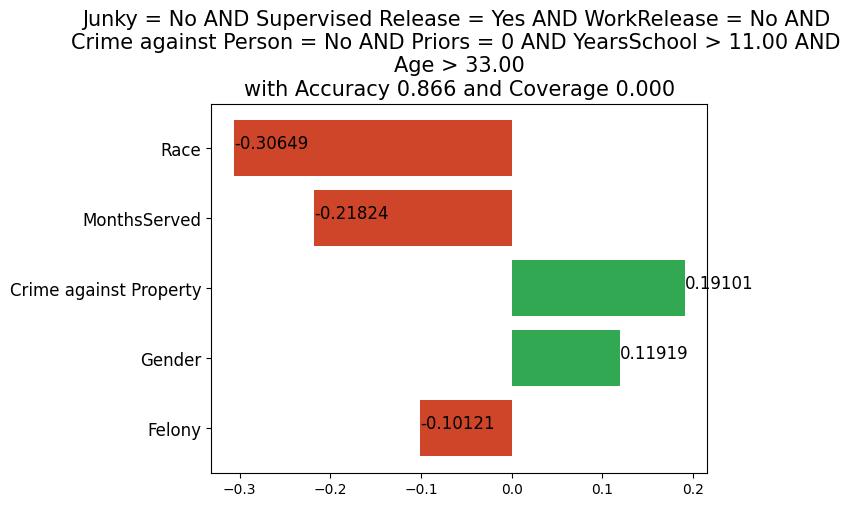 Junky = No AND Supervised Release = Yes AND WorkRelease = No AND
Crime against Person = No AND Priors = 0 AND YearsSchool > 11.00 AND
Age > 33.00
with Accuracy 0.866 and Coverage 0.000
Race
-0.30649
MonthsServed
-0.21824
Crime against Property
0.19101
Gender
0.11919
Felony
-0.10121
−0.3 −0.2 −0.1 0.0 0.1 0.2